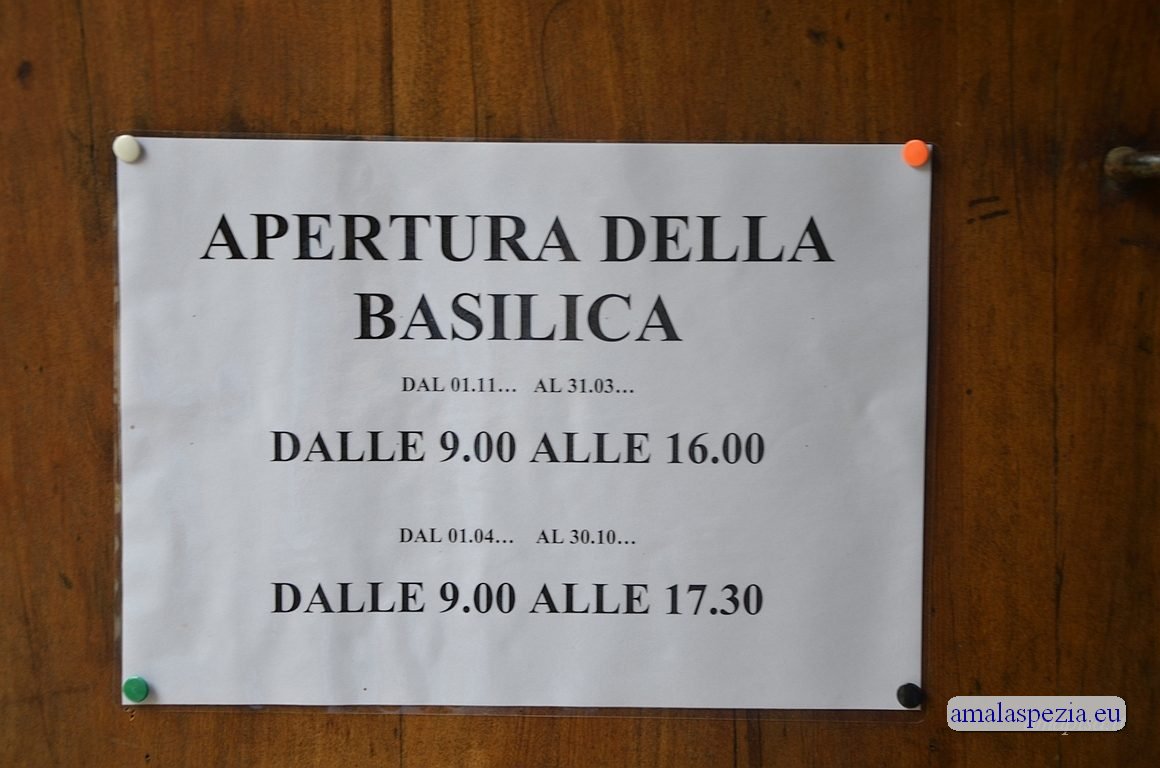 APERTURA DELLA
BASILICA
DAL 01.11... AL 31.03...
DALLE 9.00 ALLE 16.00
DAL 01.04... AL 30.10...
DALLE 9.00 ALLE 17.30
amalaspezia.eu